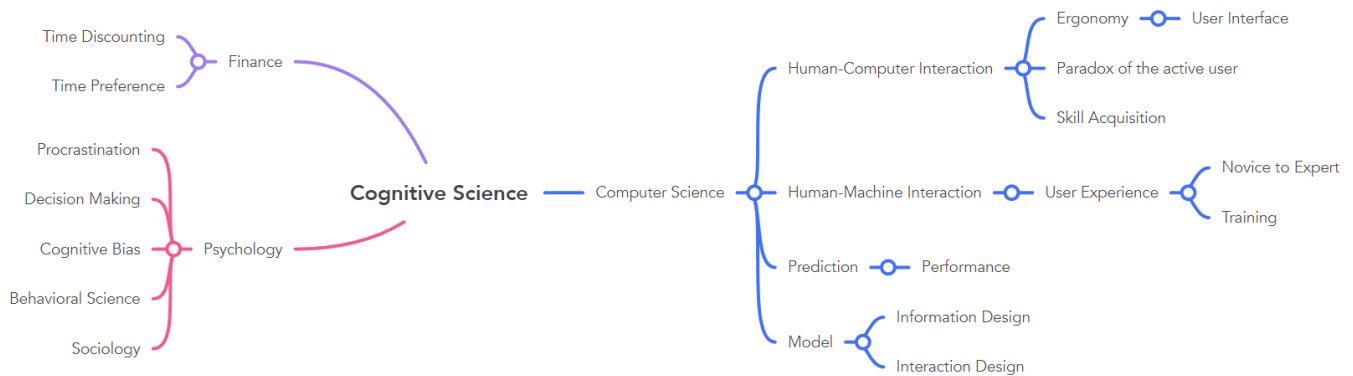 Time Discounting
Time Preference
Finance
Procrastination
Decision Making
Cognitive Bias
Behavioral Science
Sociology
Psychology
Cognitive Science
Computer Science
Human-Computer Interaction
Ergonomy
User Interface
Paradox of the active user
Skill Acquisition
Human-Machine Interaction
User Experience
Novice to Expert
Training
Prediction
Performance
Model
Information Design
Interaction Design